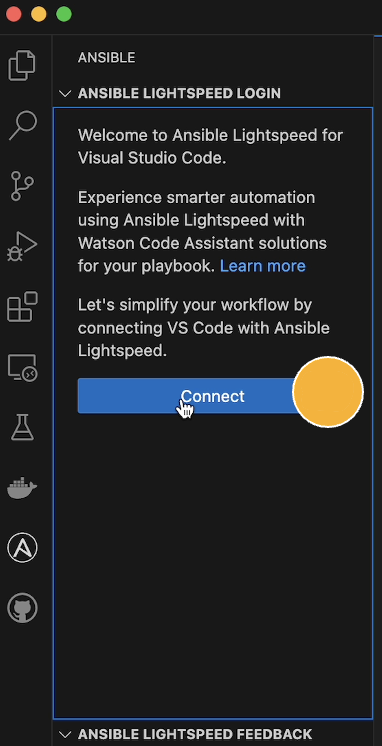 ANSIBLE
ANSIBLE LIGHTSPEED LOGIN
Welcome to Ansible Lightspeed for
Visual Studio Code.
Experience smarter automation
using Ansible Lightspeed with
Watson Code Assistant solutions
for your playbook. Learn more
Let's simplify your workflow by
connecting VS Code with Ansible
Lightspeed.
Connect
ANSIBLE LIGHTSPEED FEEDBACK